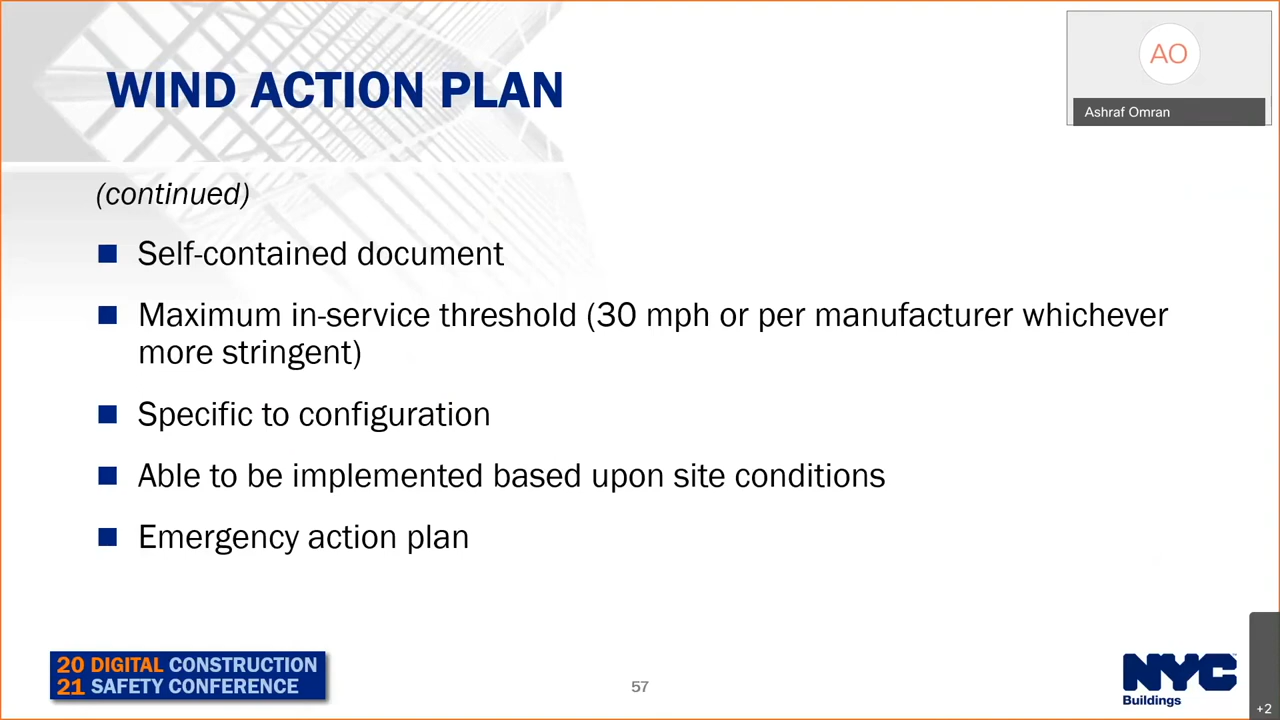 WIND ACTION PLAN
AO
Ashraf Omran
(continued)
Self-contained document
Maximum in-service threshold (30 mph or per manufacturer whichever
more stringent)
Specific to configuration
Able to be implemented based upon site conditions
Emergency action plan
20 DIGITAL CONSTRUCTION
21 SAFETY CONFERENCE
57
NYC
Buildings
+2